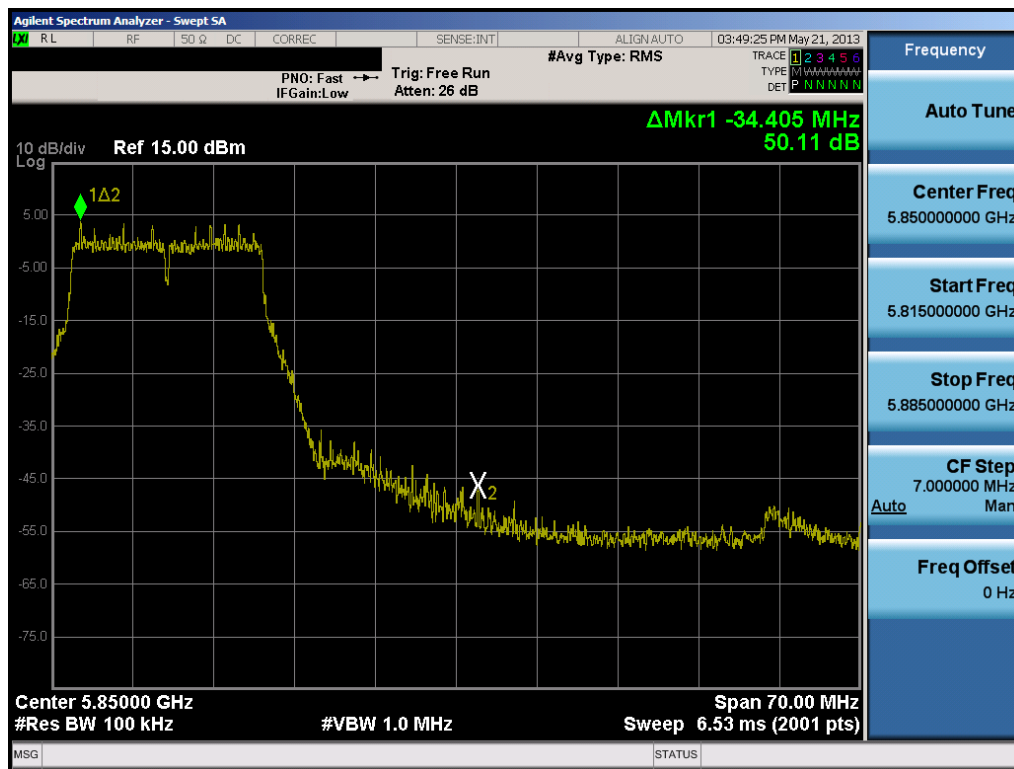 Agilent Spectrum Analyzer - Swept SA
LXI RL RF 50 Ω DC CORREC SENSE:INT ALIGN AUTO 03:49:25 PM May 21, 2013
Frequency
#Avg Type: RMS
TRACE 1 2 3 4 5 6
PNO: Fast
Trig: Free Run
TYPE M WWWWW
IFGain:Low
Atten: 26 dB
DET P N N N N N
Auto Tune
ΔMkr1 -34.405 MHz
50.11 dB
10 dB/div Ref 15.00 dBm
Log
1Δ2
5.00
-5.00
-15.0
-25.0
-35.0
-45.0
X2
-55.0
-65.0
-75.0
Center Freq
5.850000000 GHz
Start Freq
5.815000000 GHz
Stop Freq
5.885000000 GHz
CF Step
7.000000 MHz
Auto Man
Freq Offset
0 Hz
Center 5.85000 GHz Span 70.00 MHz
#Res BW 100 kHz #VBW 1.0 MHz Sweep 6.53 ms (2001 pts)
MSG STATUS